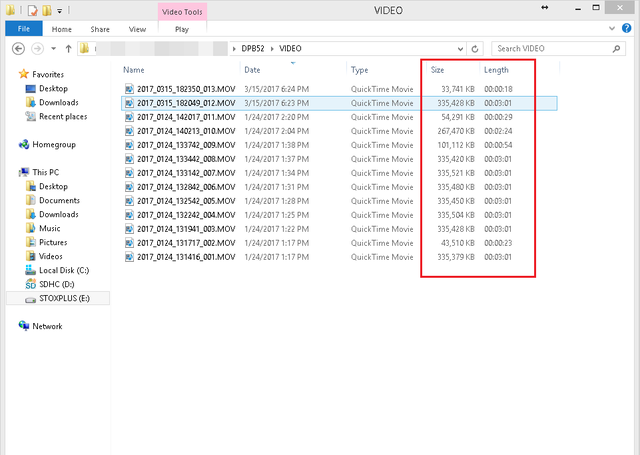 Video Tools
VIDEO
File Home Share View Play
DPB52 VIDEO
Search VIDEO
Favorites
Desktop
Downloads
Recent places
Homegroup
This PC
Desktop
Documents
Downloads
Music
Pictures
Videos
Local Disk (C:)
SDHC (D:)
STOXPLUS (E:)
Network
Name Date Type Size Length
2017_0315_182350_013.MOV 3/15/2017 6:24 PM QuickTime Movie 33,741 KB 00:00:18
2017_0315_182049_012.MOV 3/15/2017 6:23 PM QuickTime Movie 335,428 KB 00:03:01
2017_0124_142017_011.MOV 1/24/2017 2:20 PM QuickTime Movie 54,291 KB 00:00:29
2017_0124_140213_010.MOV 1/24/2017 2:04 PM QuickTime Movie 267,470 KB 00:02:24
2017_0124_133742_009.MOV 1/24/2017 1:38 PM QuickTime Movie 101,112 KB 00:00:54
2017_0124_133442_008.MOV 1/24/2017 1:37 PM QuickTime Movie 335,420 KB 00:03:01
2017_0124_133142_007.MOV 1/24/2017 1:34 PM QuickTime Movie 335,521 KB 00:03:01
2017_0124_132842_006.MOV 1/24/2017 1:31 PM QuickTime Movie 335,480 KB 00:03:01
2017_0124_132542_005.MOV 1/24/2017 1:28 PM QuickTime Movie 335,450 KB 00:03:01
2017_0124_132242_004.MOV 1/24/2017 1:25 PM QuickTime Movie 335,504 KB 00:03:01
2017_0124_131941_003.MOV 1/24/2017 1:22 PM QuickTime Movie 335,428 KB 00:03:01
2017_0124_131717_002.MOV 1/24/2017 1:17 PM QuickTime Movie 43,510 KB 00:00:23
2017_0124_131416_001.MOV 1/24/2017 1:17 PM QuickTime Movie 335,379 KB 00:03:01